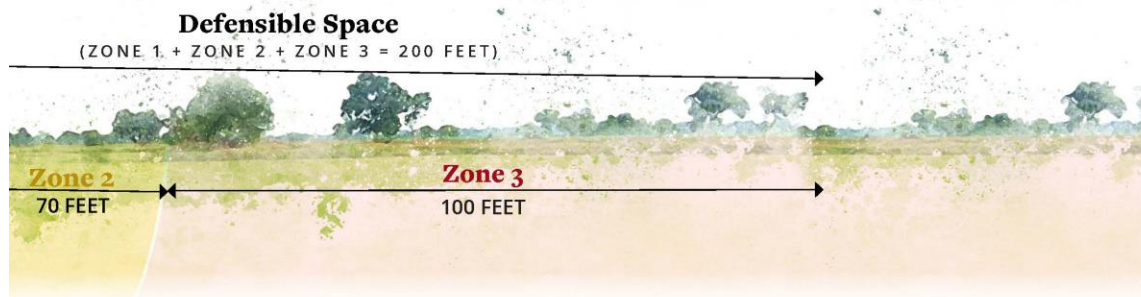 Defensible Space
(ZONE 1 + ZONE 2 + ZONE 3 = 200 FEET)
Zone 2
70 FEET
Zone 3
100 FEET